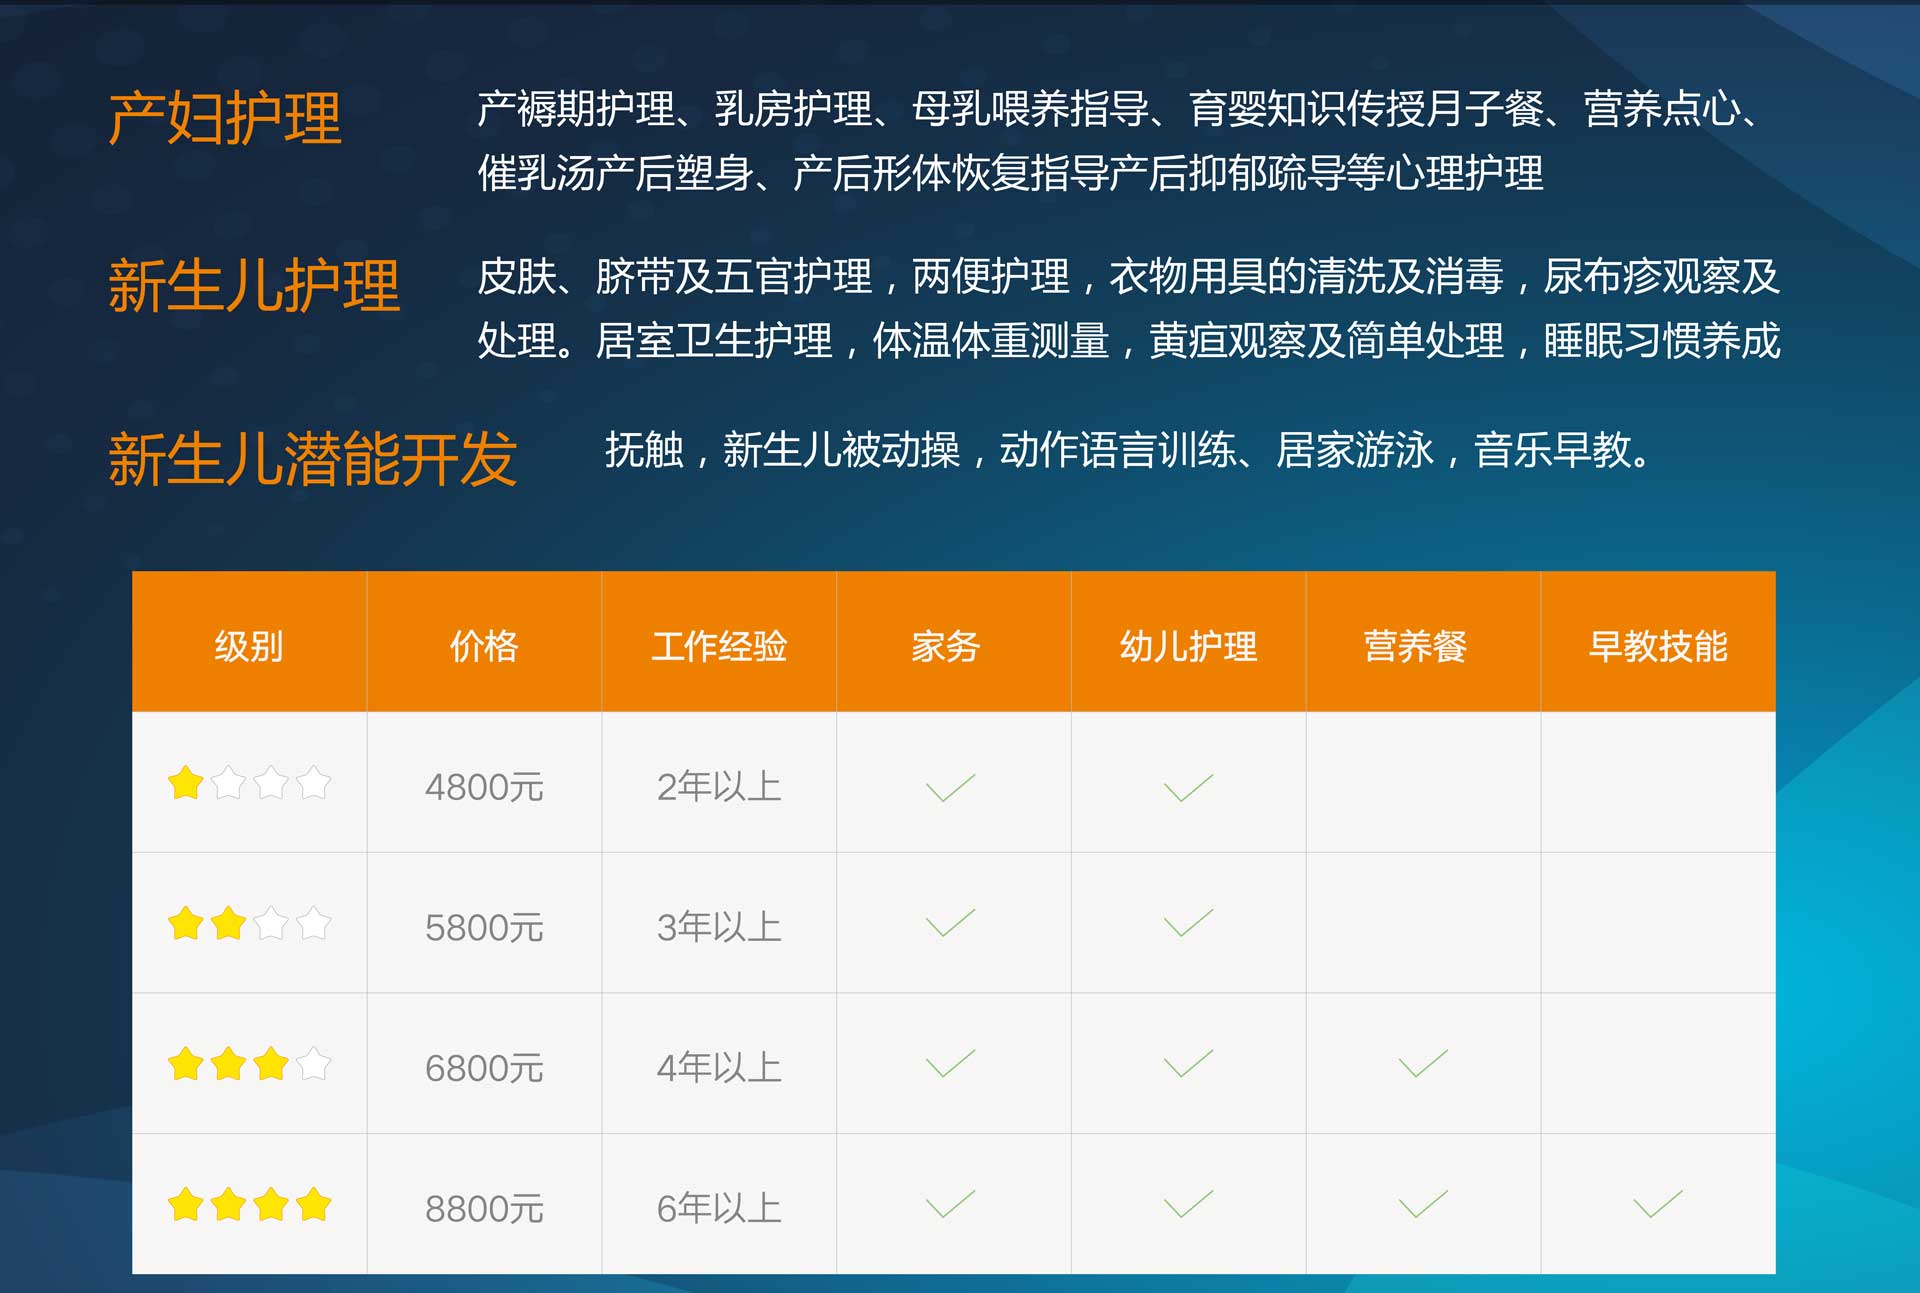 产妇护理
产褥期护理、乳房护理、母乳喂养指导、育婴知识传授月子餐、营养点心、
催乳汤产后塑身、产后形体恢复指导产后抑郁疏导等心理护理
新生儿护理
皮肤、脐带及五官护理，两便护理，衣物用具的清洗及消毒，尿布疹观察及
处理。居室卫生护理，体温体重测量，黄疸观察及简单处理，睡眠习惯养成
新生儿潜能开发
抚触，新生儿被动操，动作语言训练、居家游泳，音乐早教。
级别 价格 工作经验 家务 幼儿护理 营养餐 早教技能
4800元 2年以上
5800元 3年以上
6800元 4年以上
8800元 6年以上